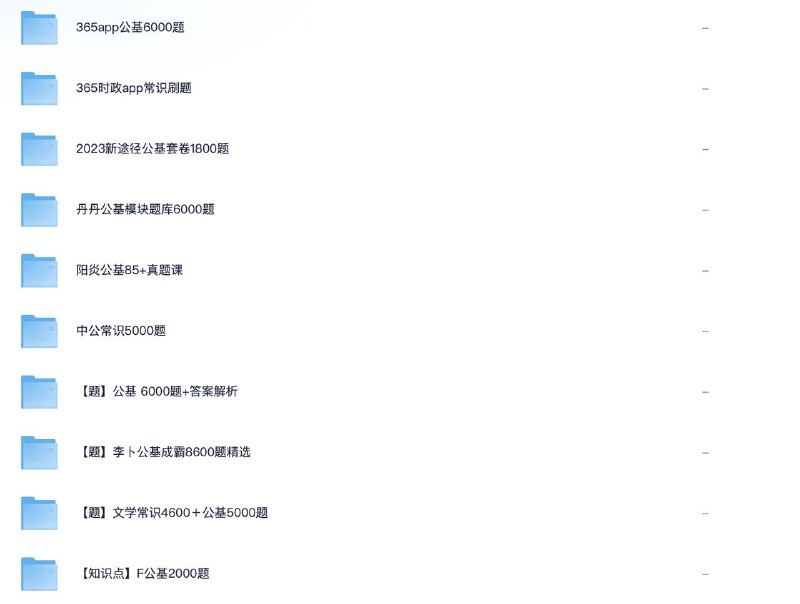 365app公基6000题
365时政app常识刷题
2023新途径公基套卷1800题
丹丹公基模块题库6000题
阳炎公基85+真题课
中公常识5000题
【题】公基 6000题+答案解析
【题】李卜公基成霸8600题精选
【题】文学常识4600＋公基5000题
【知识点】F公基2000题